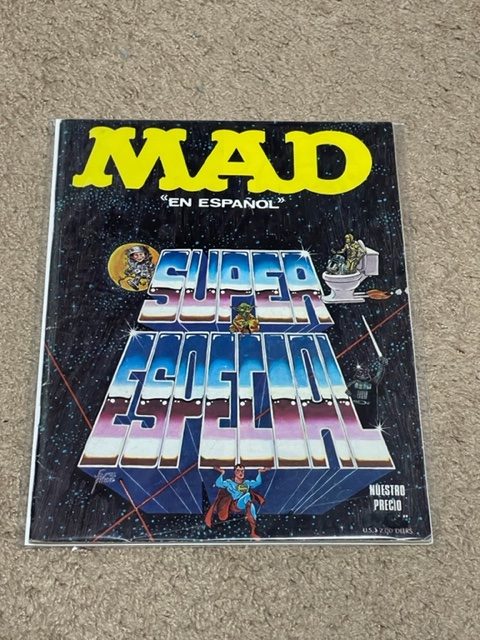 MAD
«EN ESPAÑOL»
SUPER
ESPECIAL
NUESTRO
PRECIO